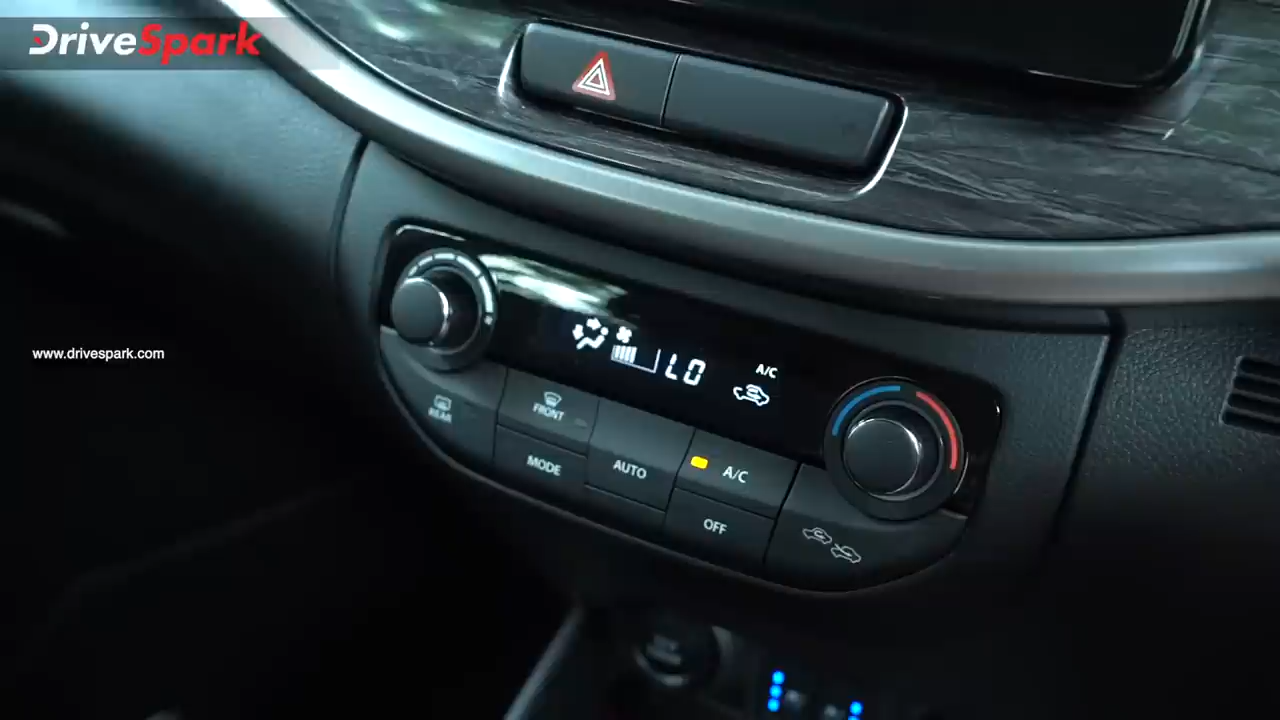 DriveSpark
www.drivespark.com
LO
A/C
REAR
FRONT
MODE
AUTO
A/C
OFF